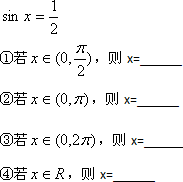 sin x = 1/2
①若 x∈(0, π/2)，则 x=______
②若 x∈(0,π)，则 x=______
③若 x∈(0,2π)，则 x=______
④若 x∈R，则 x=______